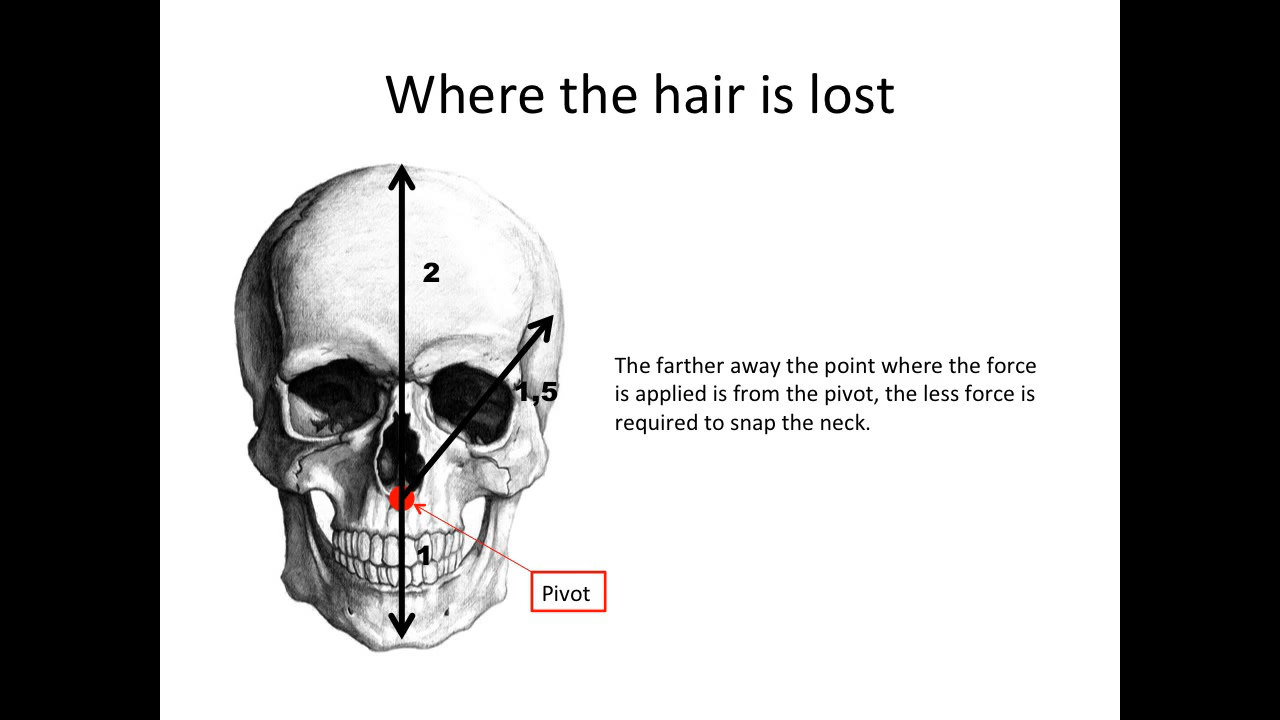 Where the hair is lost
2
1,5
The farther away the point where the force
is applied is from the pivot, the less force is
required to snap the neck.
1
Pivot